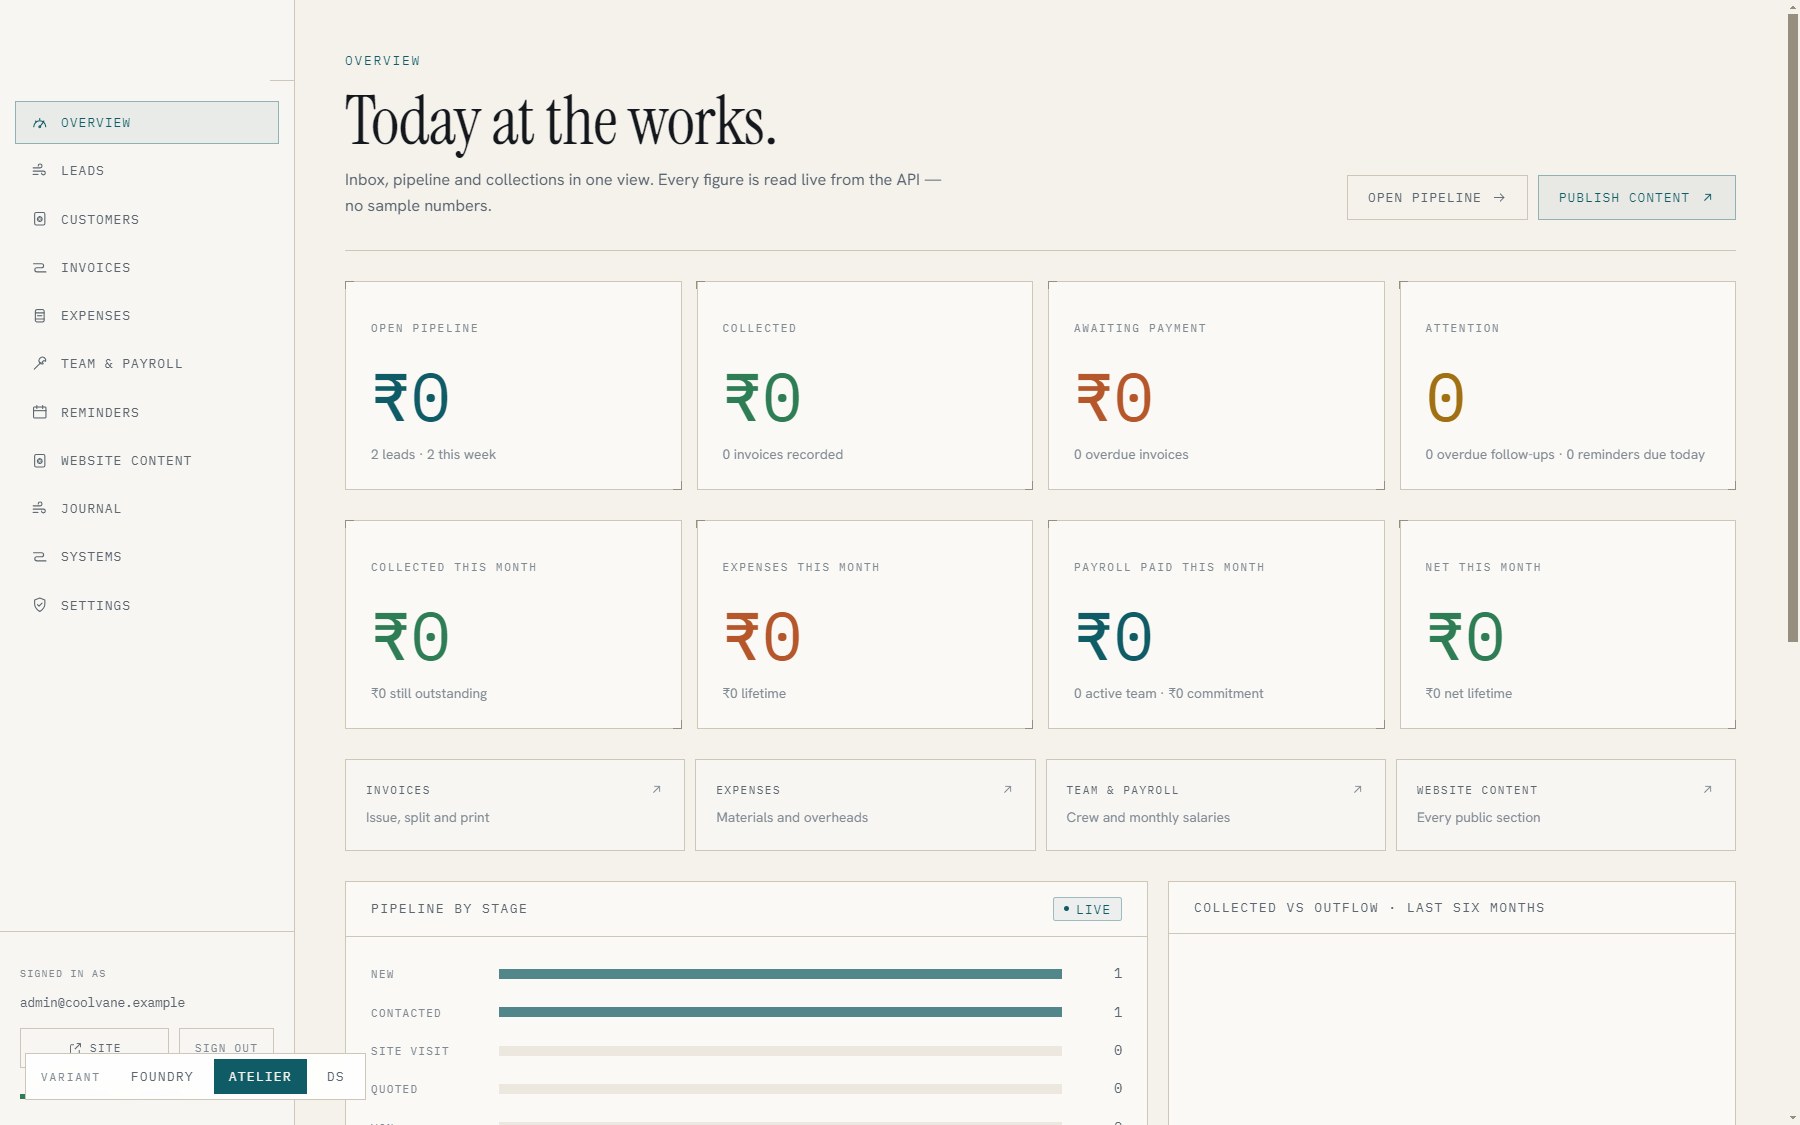 OVERVIEW
LEADS
CUSTOMERS
INVOICES
EXPENSES
TEAM & PAYROLL
REMINDERS
WEBSITE CONTENT
JOURNAL
SYSTEMS
SETTINGS
SIGNED IN AS
admin@coolvane.example
SITE
SIGN OUT
VARIANT
FOUNDRY
ATELIER
DS
OVERVIEW
Today at the works.
Inbox, pipeline and collections in one view. Every figure is read live from the API —
no sample numbers.
OPEN PIPELINE →
PUBLISH CONTENT ↗
OPEN PIPELINE
₹0
2 leads · 2 this week
COLLECTED
₹0
0 invoices recorded
AWAITING PAYMENT
₹0
0 overdue invoices
ATTENTION
0
0 overdue follow-ups · 0 reminders due today
COLLECTED THIS MONTH
₹0
₹0 still outstanding
EXPENSES THIS MONTH
₹0
₹0 lifetime
PAYROLL PAID THIS MONTH
₹0
0 active team · ₹0 commitment
NET THIS MONTH
₹0
₹0 net lifetime
INVOICES ↗
Issue, split and print
EXPENSES ↗
Materials and overheads
TEAM & PAYROLL ↗
Crew and monthly salaries
WEBSITE CONTENT ↗
Every public section
PIPELINE BY STAGE
• LIVE
NEW 1
CONTACTED 1
SITE VISIT 0
QUOTED 0
COLLECTED VS OUTFLOW · LAST SIX MONTHS